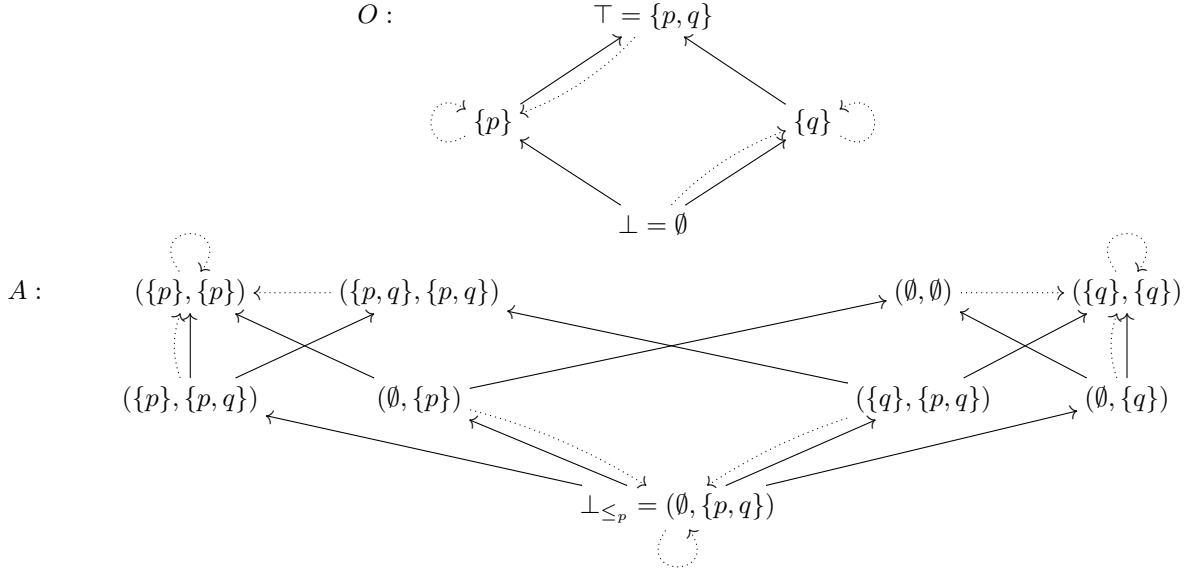 O : ⊤ = {p, q}
{p} {q}
⊥ = ∅
A : ({p}, {p}) ({p, q}, {p, q}) (∅, ∅) ({q}, {q})
({p}, {p, q}) (∅, {p}) ({q}, {p, q}) (∅, {q})
⊥≤p = (∅, {p, q})